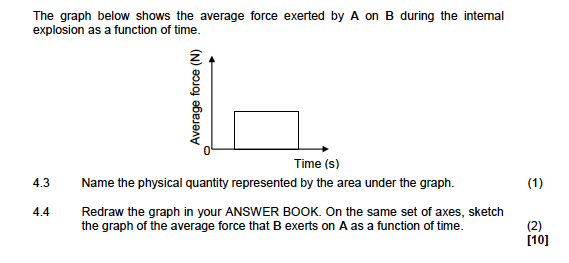 The graph below shows the average force exerted by A on B during the internal
explosion as a function of time.
Average force (N)
0
Time (s)
4.3 Name the physical quantity represented by the area under the graph. (1)
4.4 Redraw the graph in your ANSWER BOOK. On the same set of axes, sketch
the graph of the average force that B exerts on A as a function of time. (2)
[10]